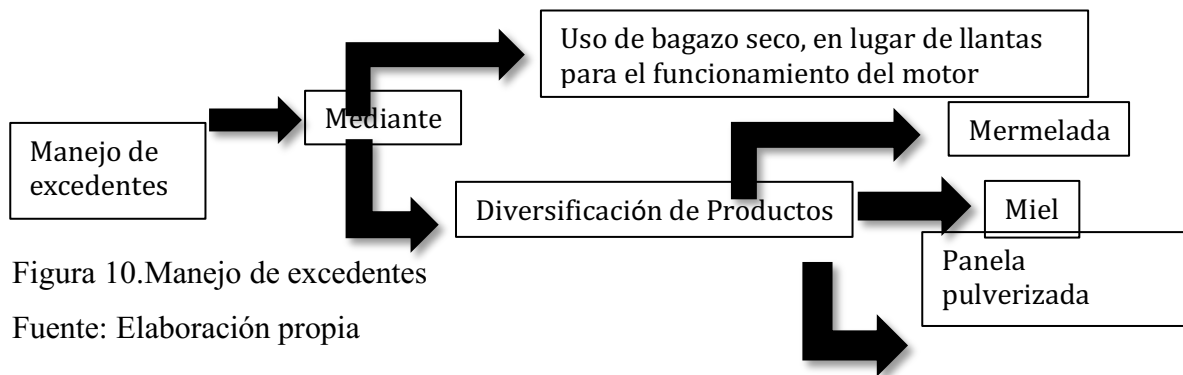 Uso de bagazo seco, en lugar de llantas
para el funcionamiento del motor
Mediante
Mermelada
Manejo de
excedentes
Diversificación de Productos
Miel
Panela
pulverizada
Figura 10.Manejo de excedentes
Fuente: Elaboración propia